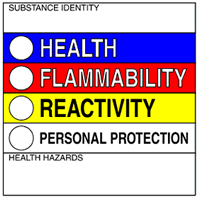 SUBSTANCE IDENTITY
HEALTH
FLAMMABILITY
REACTIVITY
PERSONAL PROTECTION
HEALTH HAZARDS